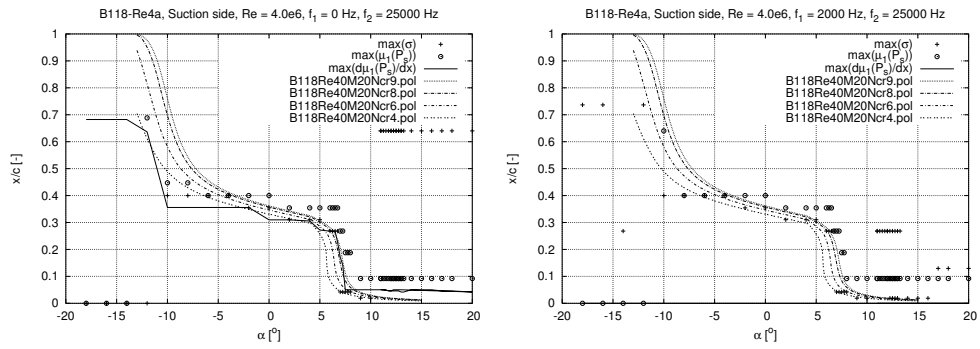 B118-Re4a, Suction side, Re = 4.0e6, f1 = 0 Hz, f2 = 25000 Hz
max(σ)
max(μ1(Ps))
max(dμ1(Ps)/dx)
B118Re40M20Ncr9.pol
B118Re40M20Ncr8.pol
B118Re40M20Ncr6.pol
B118Re40M20Ncr4.pol
1
0.9
0.8
0.7
0.6
0.5
0.4
0.3
0.2
0.1
0
x/c [-]
-20 -15 -10 -5 0 5 10 15 20
α [°]
B118-Re4a, Suction side, Re = 4.0e6, f1 = 2000 Hz, f2 = 25000 Hz
max(σ)
max(μ1(Ps))
B118Re40M20Ncr9.pol
B118Re40M20Ncr8.pol
B118Re40M20Ncr6.pol
B118Re40M20Ncr4.pol
1
0.9
0.8
0.7
0.6
0.5
0.4
0.3
0.2
0.1
0
x/c [-]
-20 -15 -10 -5 0 5 10 15 20
α [°]